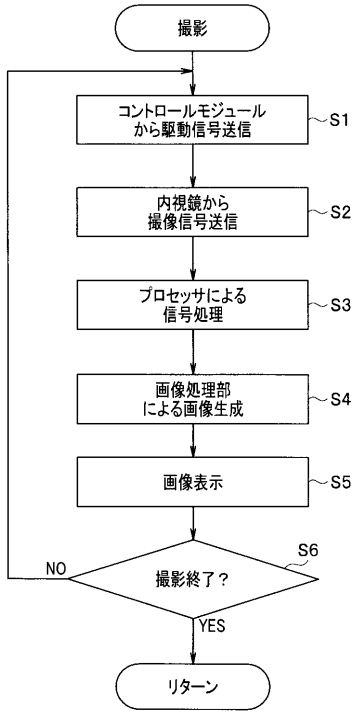 撮影
コントロールモジュール
から駆動信号送信
S1
内視鏡から
撮像信号送信
S2
プロセッサによる
信号処理
S3
画像処理部
による画像生成
S4
画像表示
S5
S6
撮影終了?
NO
YES
リターン